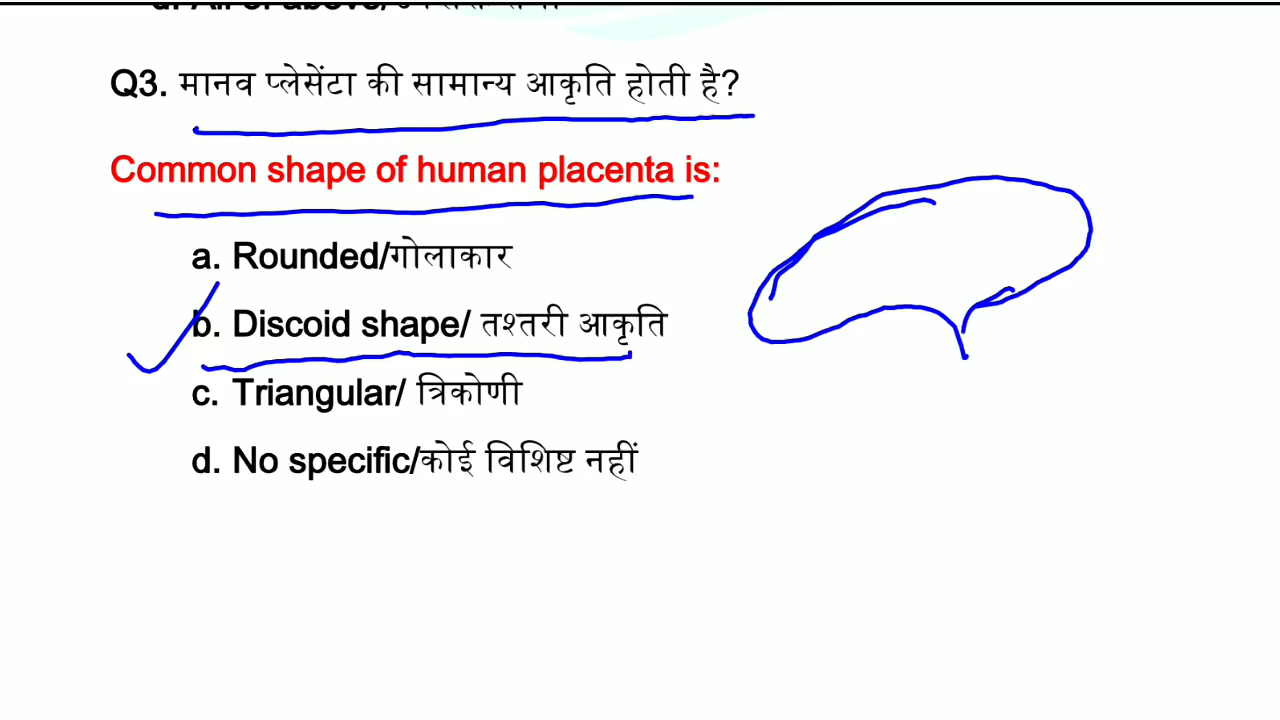 Q3. मानव प्लेसेंटा की सामान्य आकृति होती है?
Common shape of human placenta is:
a. Rounded/गोलाकार
b. Discoid shape/ तश्तरी आकृति
c. Triangular/ त्रिकोणी
d. No specific/कोई विशिष्ट नहीं